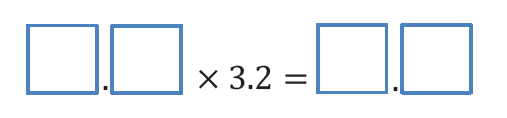 . × 3.2 = .